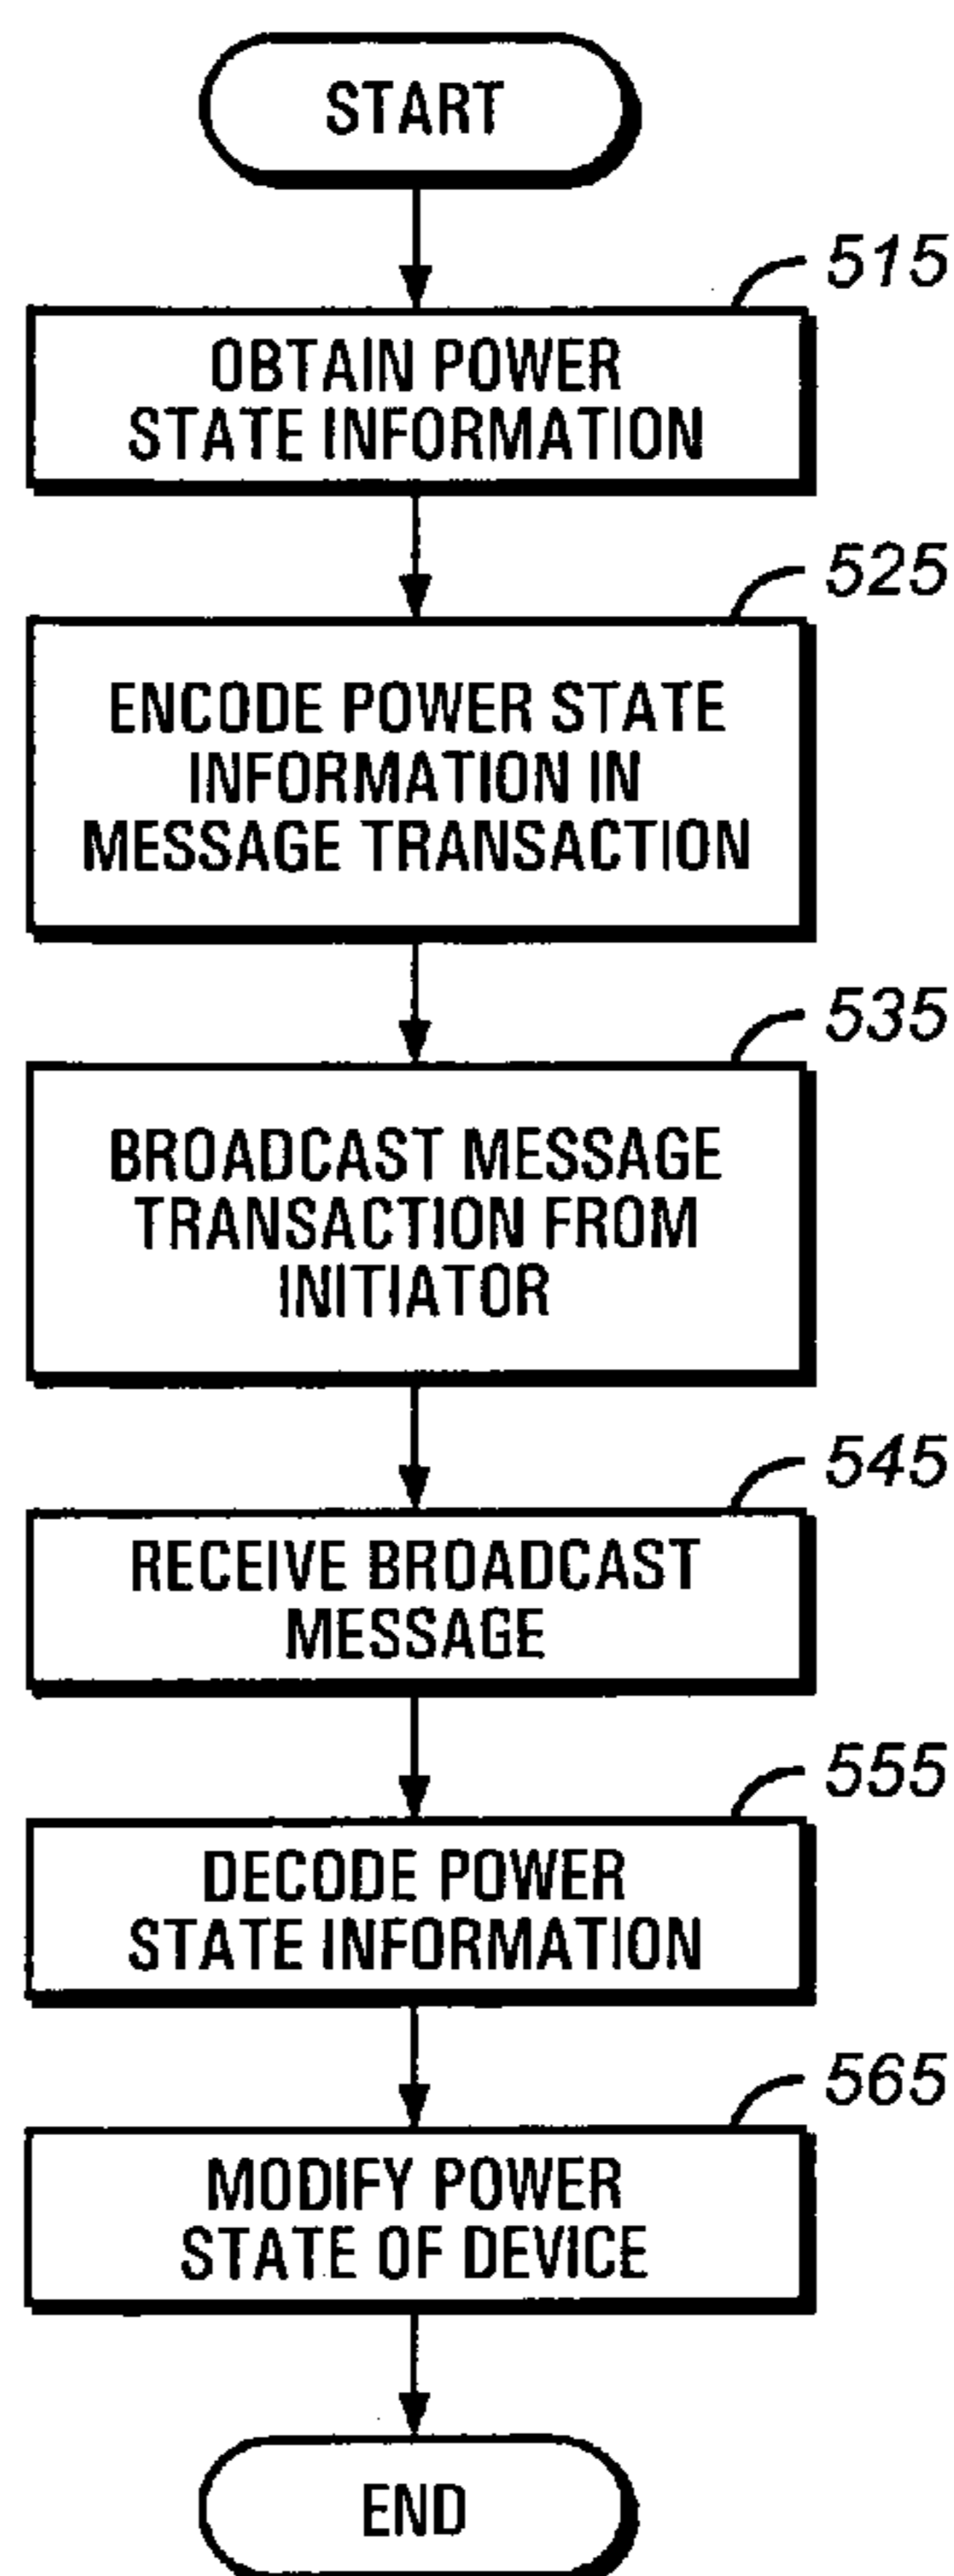 START
515
OBTAIN POWER
STATE INFORMATION
525
ENCODE POWER STATE
INFORMATION IN
MESSAGE TRANSACTION
535
BROADCAST MESSAGE
TRANSACTION FROM
INITIATOR
545
RECEIVE BROADCAST
MESSAGE
555
DECODE POWER
STATE INFORMATION
565
MODIFY POWER
STATE OF DEVICE
END